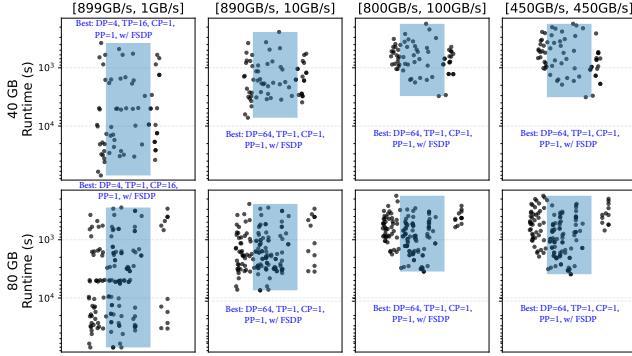 [899GB/s, 1GB/s] [890GB/s, 10GB/s] [800GB/s, 100GB/s] [450GB/s, 450GB/s]
40 GB
Runtime (s)
10³
10⁴
Best: DP=4, TP=16, CP=1,
PP=1, w/ FSDP
Best: DP=64, TP=1, CP=1,
PP=1, w/ FSDP
Best: DP=64, TP=1, CP=1,
PP=1, w/ FSDP
Best: DP=64, TP=1, CP=1,
PP=1, w/ FSDP
80 GB
Runtime (s)
10³
10⁴
Best: DP=4, TP=1, CP=16,
PP=1, w/ FSDP
Best: DP=64, TP=1, CP=1,
PP=1, w/ FSDP
Best: DP=64, TP=1, CP=1,
PP=1, w/ FSDP
Best: DP=64, TP=1, CP=1,
PP=1, w/ FSDP